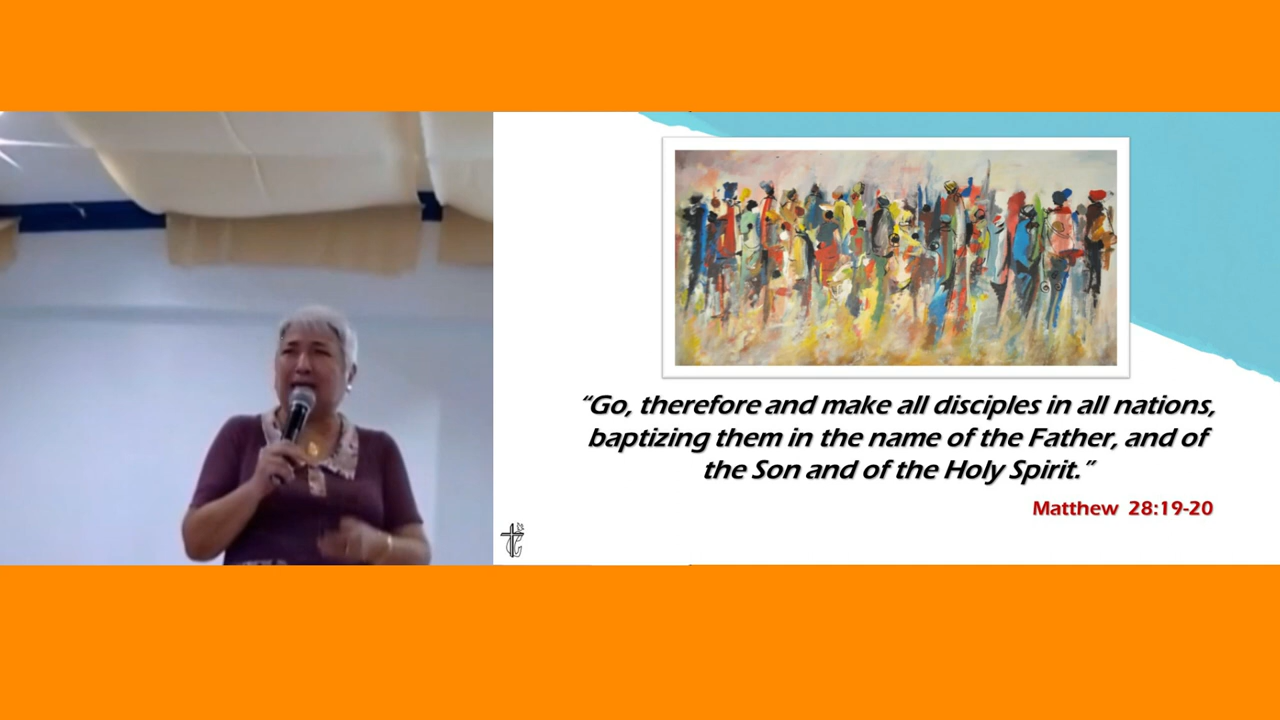 “Go, therefore and make all disciples in all nations,
baptizing them in the name of the Father, and of
the Son and of the Holy Spirit.”
Matthew 28:19-20